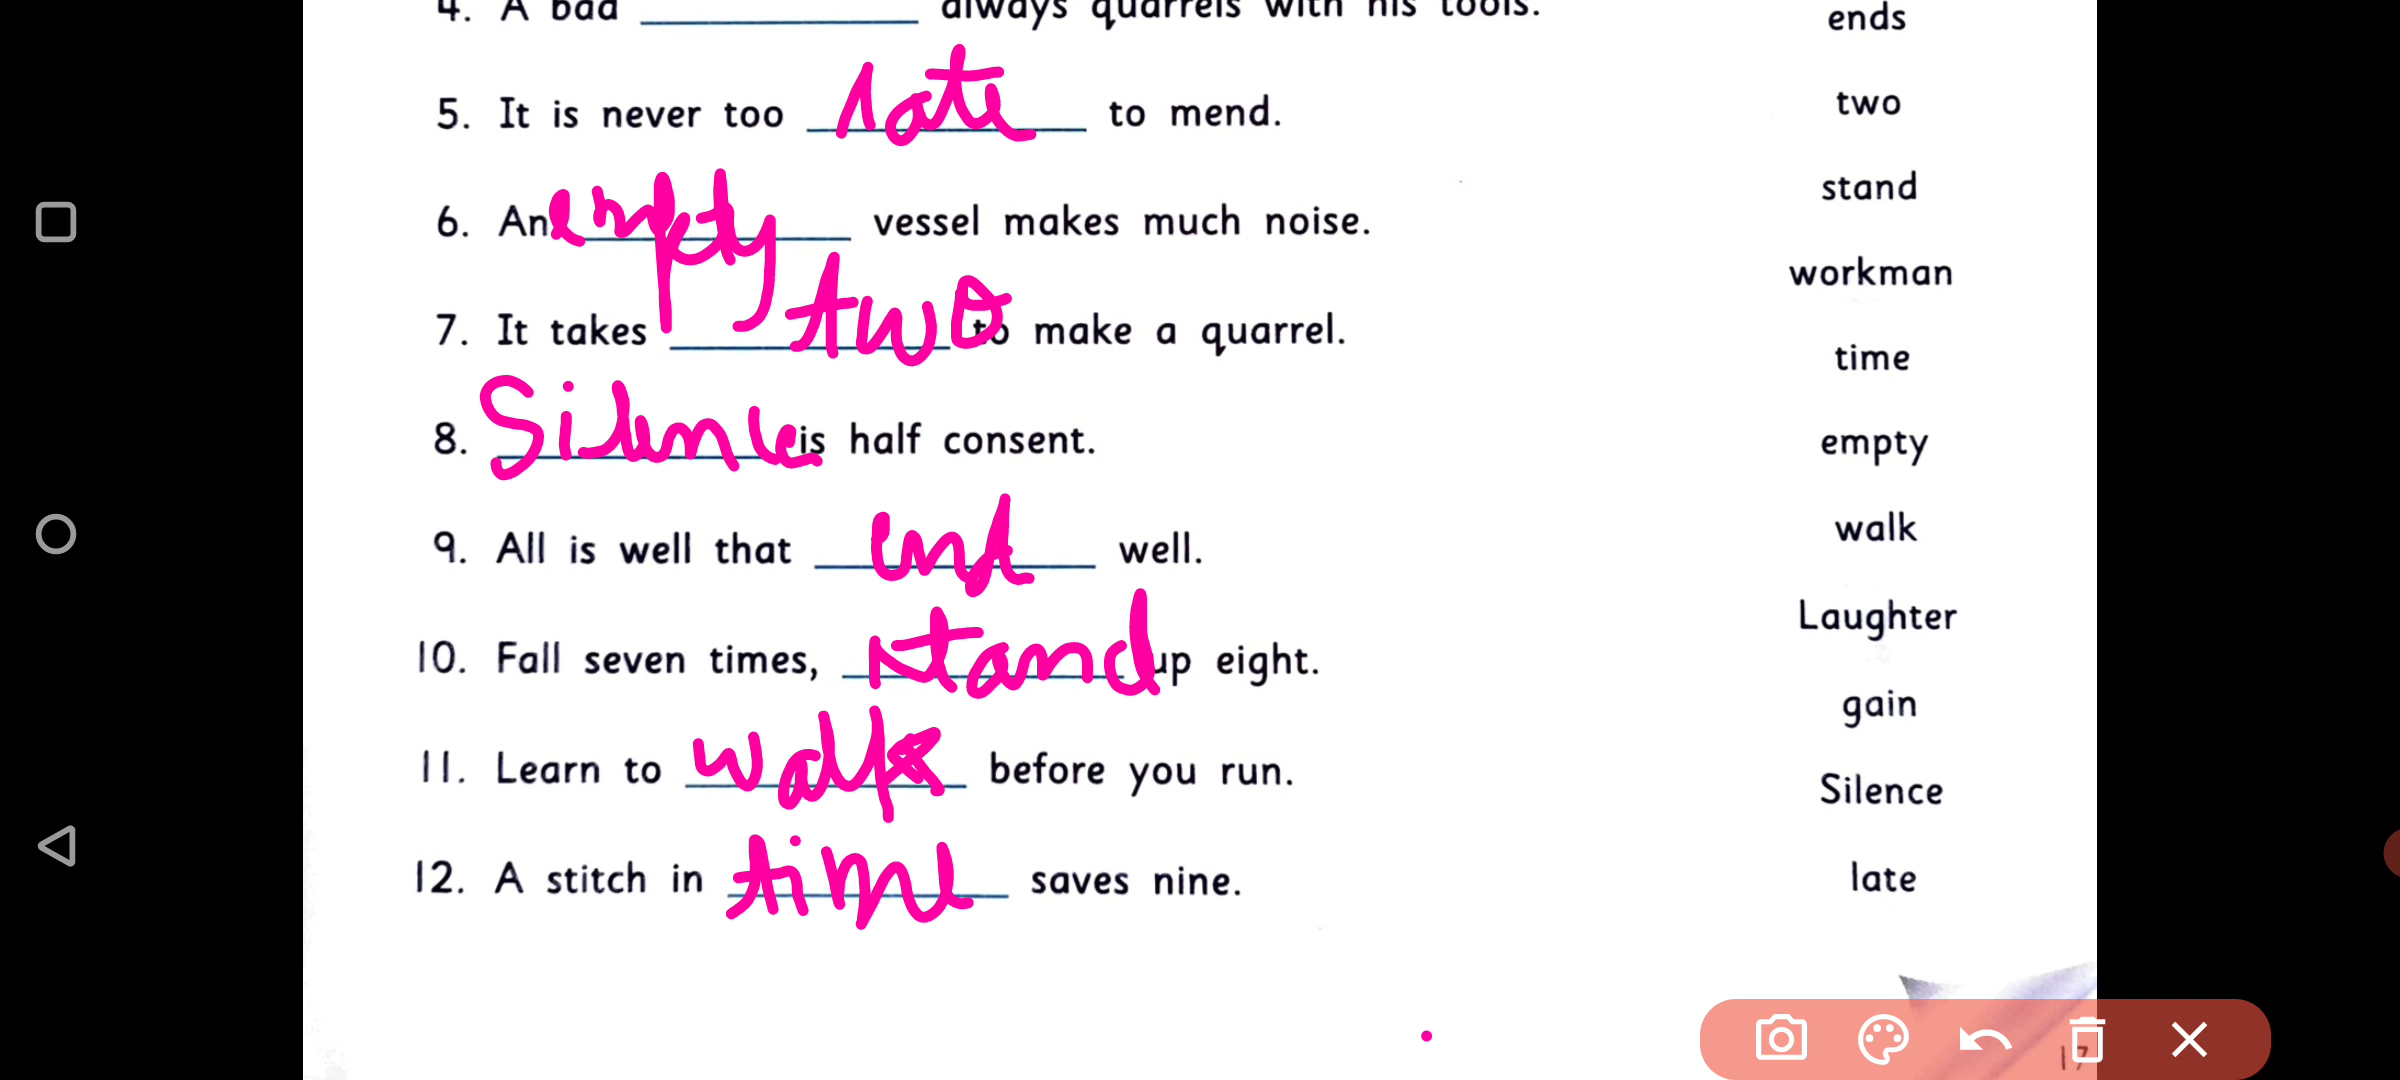 4. A bad ________ always quarrels with his tools.
ends
5. It is never too late to mend.
two
stand
6. An empty vessel makes much noise.
workman
7. It takes two to make a quarrel.
time
8. Silence is half consent.
empty
9. All is well that end well.
walk
10. Fall seven times, stand up eight.
Laughter
gain
11. Learn to walk before you run.
Silence
12. A stitch in time saves nine.
late
17